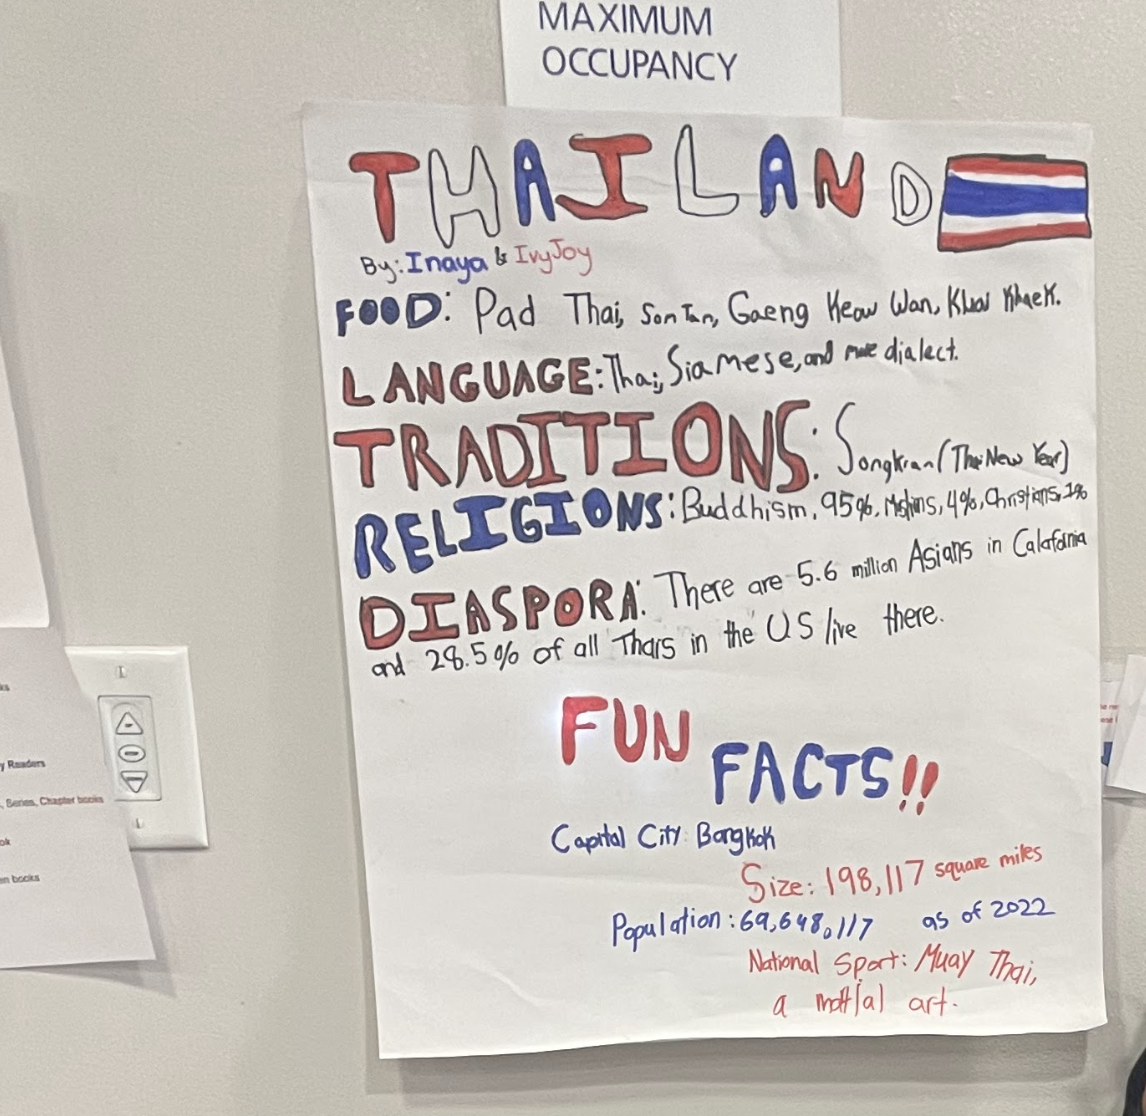 MAXIMUM
OCCUPANCY
THAILAND
By: Inaya & IvyJoy
FOOD: Pad Thai, Som Tam, Gaeng Keow Wan, Khai Khaek.
LANGUAGE: Thai, Siamese, and more dialect.
TRADITIONS: Songkran (Thai New Year)
RELIGIONS: Buddhism, 95%, Muslims, 4%, Christians, 1%
DIASPORA: There are 5.6 million Asians in Calafornia
and 28.5% of all Thais in the US live there.
FUN
FACTS!!
Capital City: Bangkok
Size: 198,117 square miles
Population: 69,648,117 as of 2022
National Sport: Muay Thai,
a martial art.
y Readers
, Series, Chapter books
ok
en books